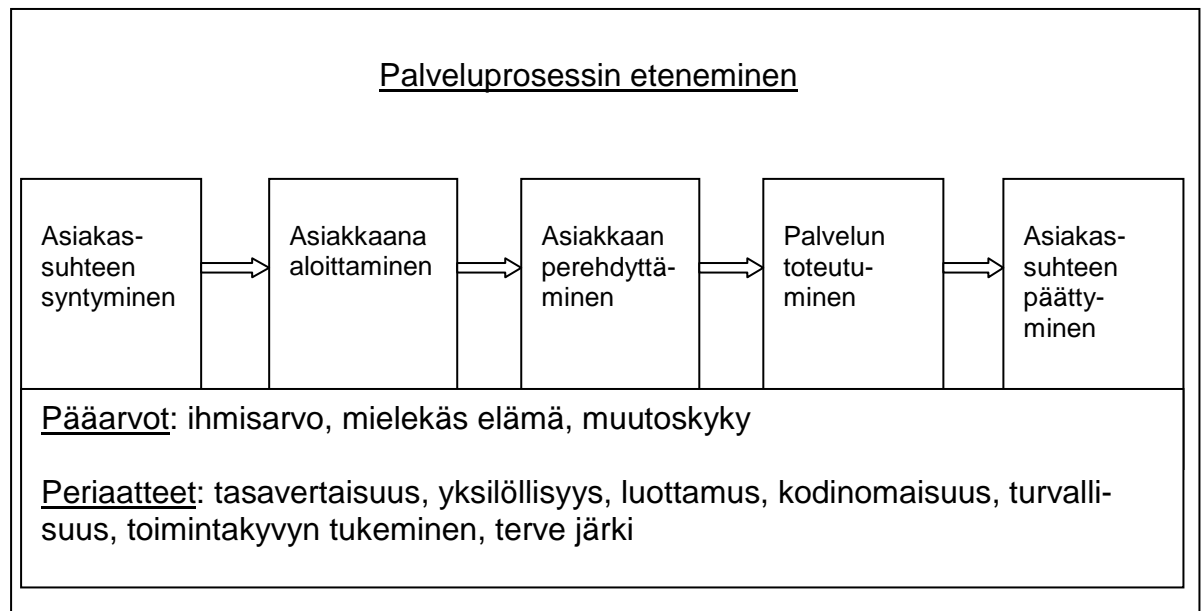 Palveluprosessin eteneminen
Asiakas-
suhteen
syntyminen
Asiakkaana
aloittaminen
Asiakkaan
perehdyttä-
minen
Palvelun
toteutu-
minen
Asiakas-
suhteen
päätty-
minen
Pääarvot: ihmisarvo, mielekäs elämä, muutoskyky
Periaatteet: tasavertaisuus, yksilöllisyys, luottamus, kodinomaisuus, turvalli-
suus, toimintakyvyn tukeminen, terve järki